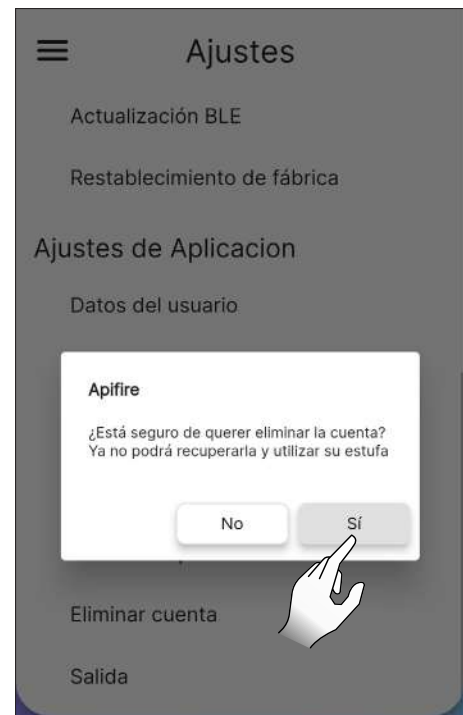 Ajustes
Actualización BLE
Restablecimiento de fábrica
Ajustes de Aplicacion
Datos del usuario
Apifire
¿Está seguro de querer eliminar la cuenta?
Ya no podrá recuperarla y utilizar su estufa
No
Sí
Eliminar cuenta
Salida